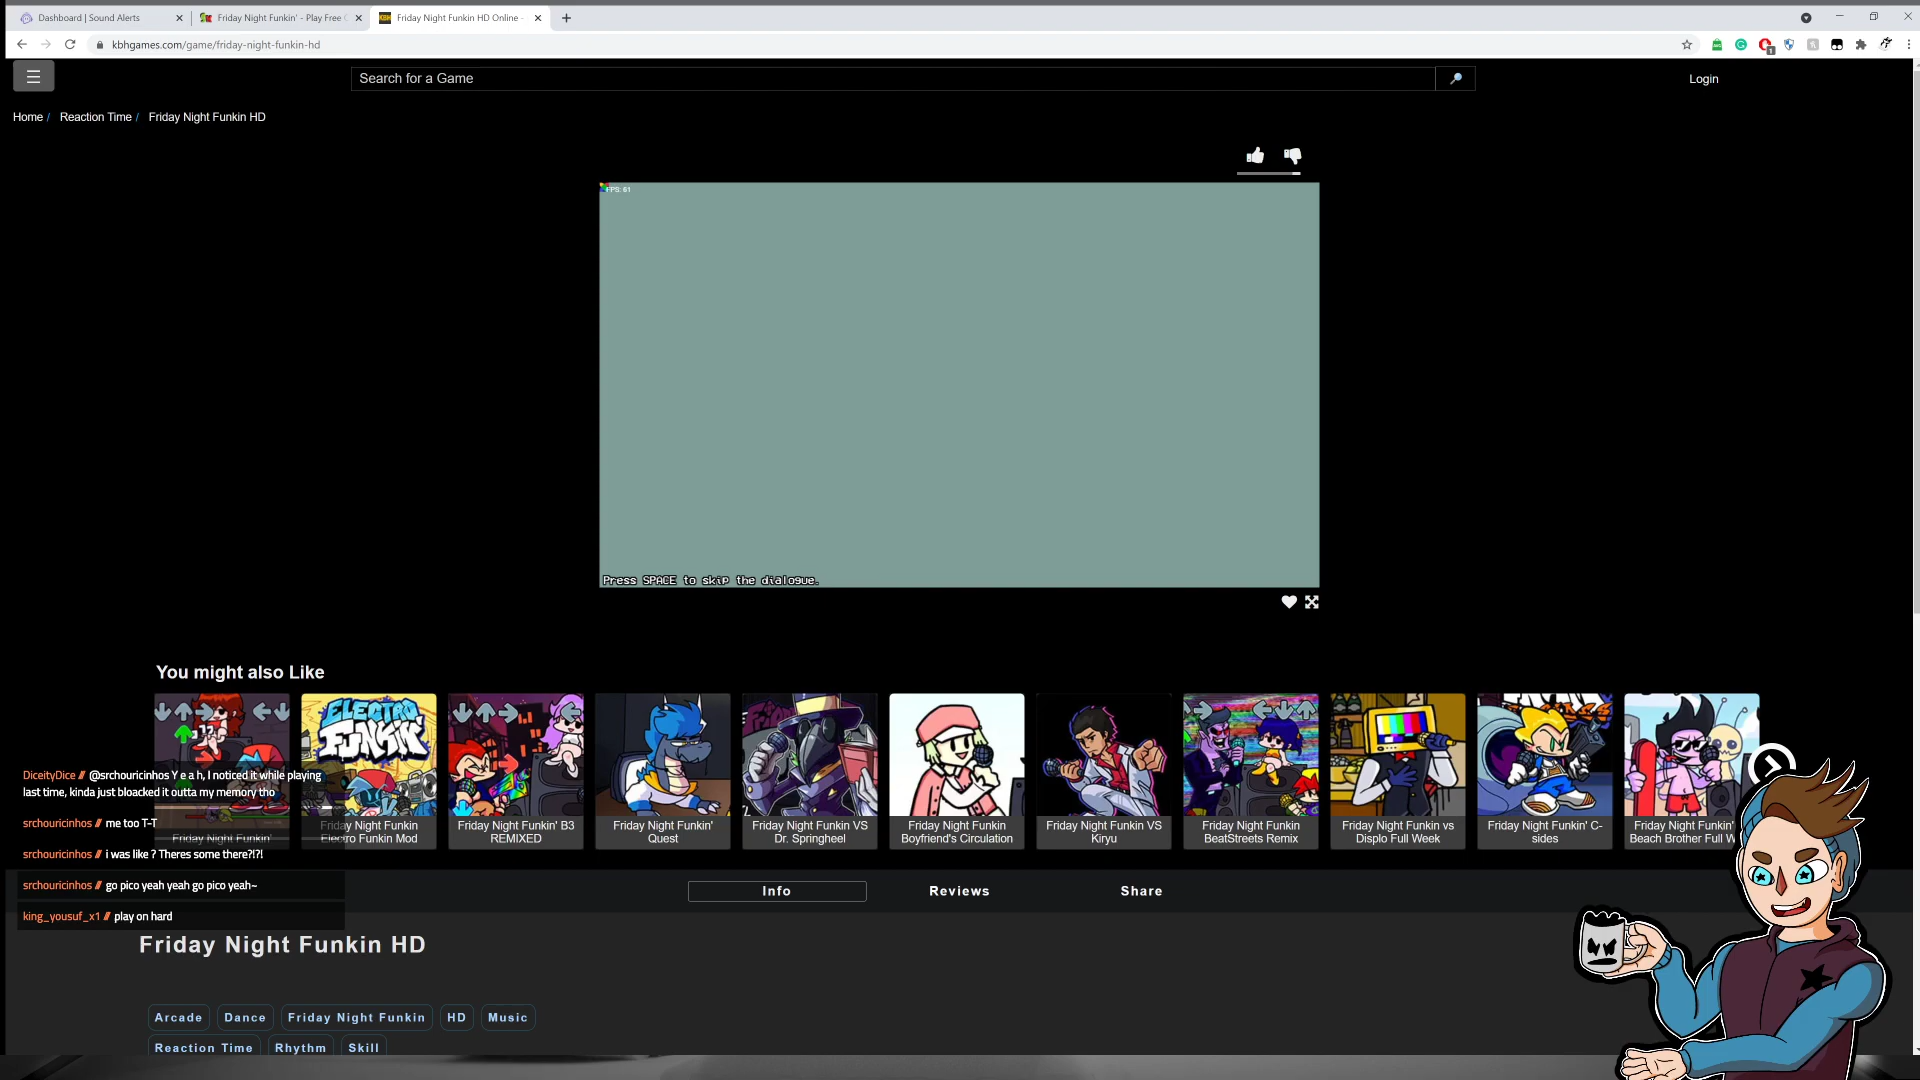 Dashboard | Sound Alerts
Friday Night Funkin' - Play Free
Friday Night Funkin HD Online -
kbhgames.com/game/friday-night-funkin-hd
Search for a Game
Login
Home / Reaction Time / Friday Night Funkin HD
FPS: 61
Press SPACE to skip the dialogue.
You might also Like
ELECTRO
FUNKIN'
Friday Night Funkin'
Friday Night Funkin
Electro Funkin Mod
Friday Night Funkin' B3
REMIXED
Friday Night Funkin'
Quest
Friday Night Funkin VS
Dr. Springheel
Friday Night Funkin
Boyfriend's Circulation
Friday Night Funkin VS
Kiryu
Friday Night Funkin
BeatStreets Remix
Friday Night Funkin vs
Displo Full Week
Friday Night Funkin' C-
sides
Friday Night Funkin'
Beach Brother Full W
DiceityDice // @srchouricinhos Y e a h, I noticed it while playing
last time, kinda just bloacked it outta my memory tho
srchouricinhos // me too T-T
srchouricinhos // i was like ? Theres some there?!?!
srchouricinhos // go pico yeah yeah go pico yeah~
king_yousuf_x1 // play on hard
Info
Reviews
Share
Friday Night Funkin HD
Arcade
Dance
Friday Night Funkin
HD
Music
Reaction Time
Rhythm
Skill